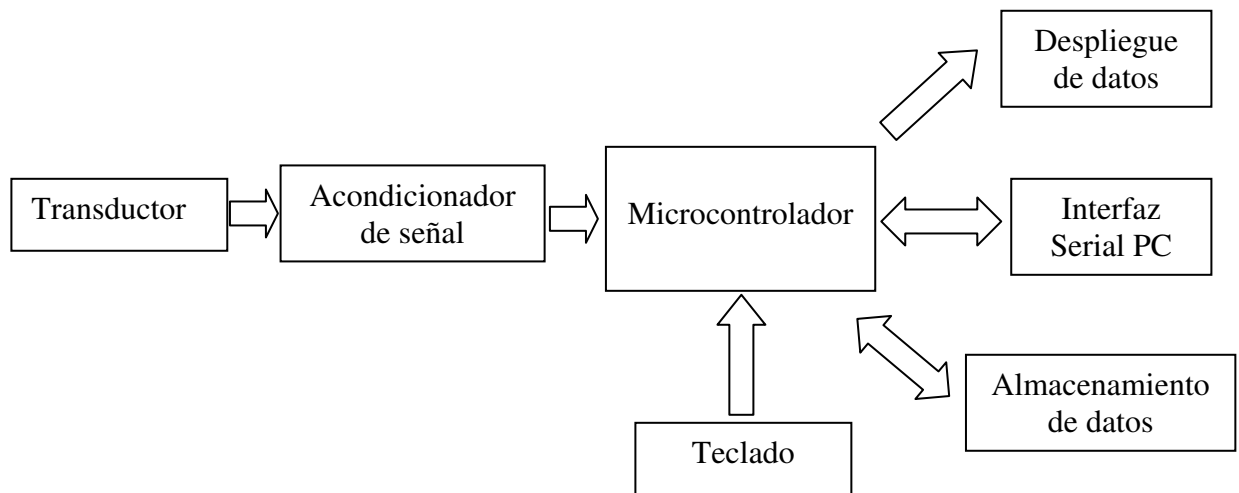 Despliegue
de datos
Transductor
Acondicionador
de señal
Microcontrolador
Interfaz
Serial PC
Almacenamiento
de datos
Teclado